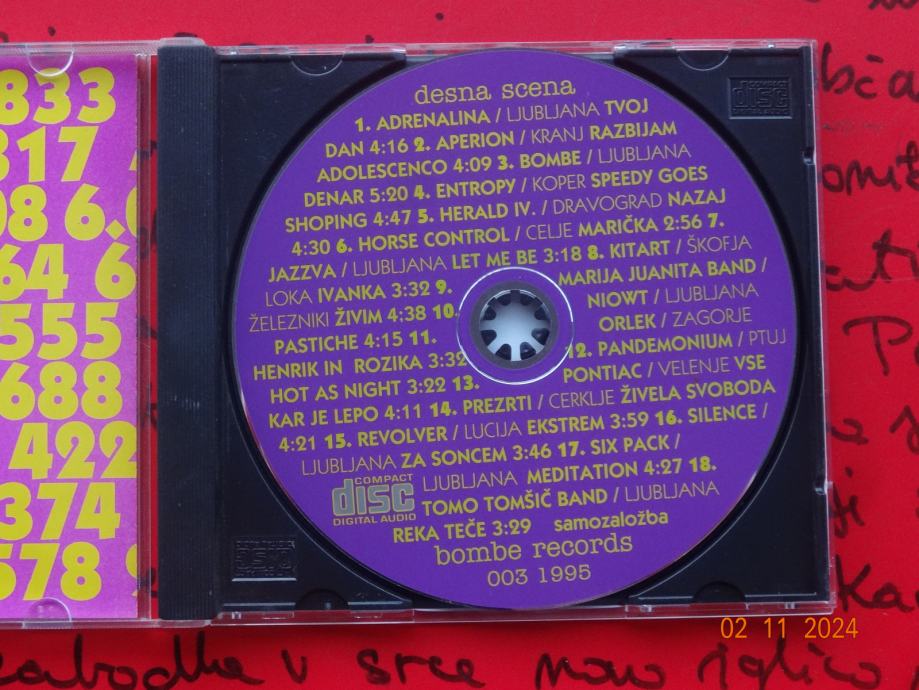 833
317
08 6.
64 6
555
688
422
374
578 9
desna scena
1. ADRENALINA / LJUBLJANA TVOJ
DAN 4:16 2. APERION / KRANJ RAZBIJAM
ADOLESCENCO 4:09 3. BOMBE / LJUBLJANA
DENAR 5:20 4. ENTROPY / KOPER SPEEDY GOES
SHOPING 4:47 5. HERALD IV. / DRAVOGRAD NAZAJ
4:30 6. HORSE CONTROL / CELJE MARIČKA 2:56 7.
JAZZVA / LJUBLJANA LET ME BE 3:18 8. KITART / ŠKOFJA
LOKA IVANKA 3:32 9. MARIJA JUANITA BAND /
ŽELEZNIKI ŽIVIM 4:38 10. NIOWT / LJUBLJANA
PASTICHE 4:15 11. ORLEK / ZAGORJE
HENRIK IN ROZIKA 3:32 12. PANDEMONIUM / PTUJ
HOT AS NIGHT 3:22 13. PONTIAC / VELENJE VSE
KAR JE LEPO 4:11 14. PREZRTI / CERKLJE ŽIVELA SVOBODA
4:21 15. REVOLVER / LUCIJA EKSTREM 3:59 16. SILENCE /
LJUBLJANA ZA SONCEM 3:46 17. SIX PACK /
LJUBLJANA MEDITATION 4:27 18.
TOMO TOMŠIČ BAND / LJUBLJANA
REKA TEČE 3:29 samozaložba
COMPACT
disc
DIGITAL AUDIO
bombe records
003 1995
COMPACT
disc
02 11 2024
v srce novo iglico